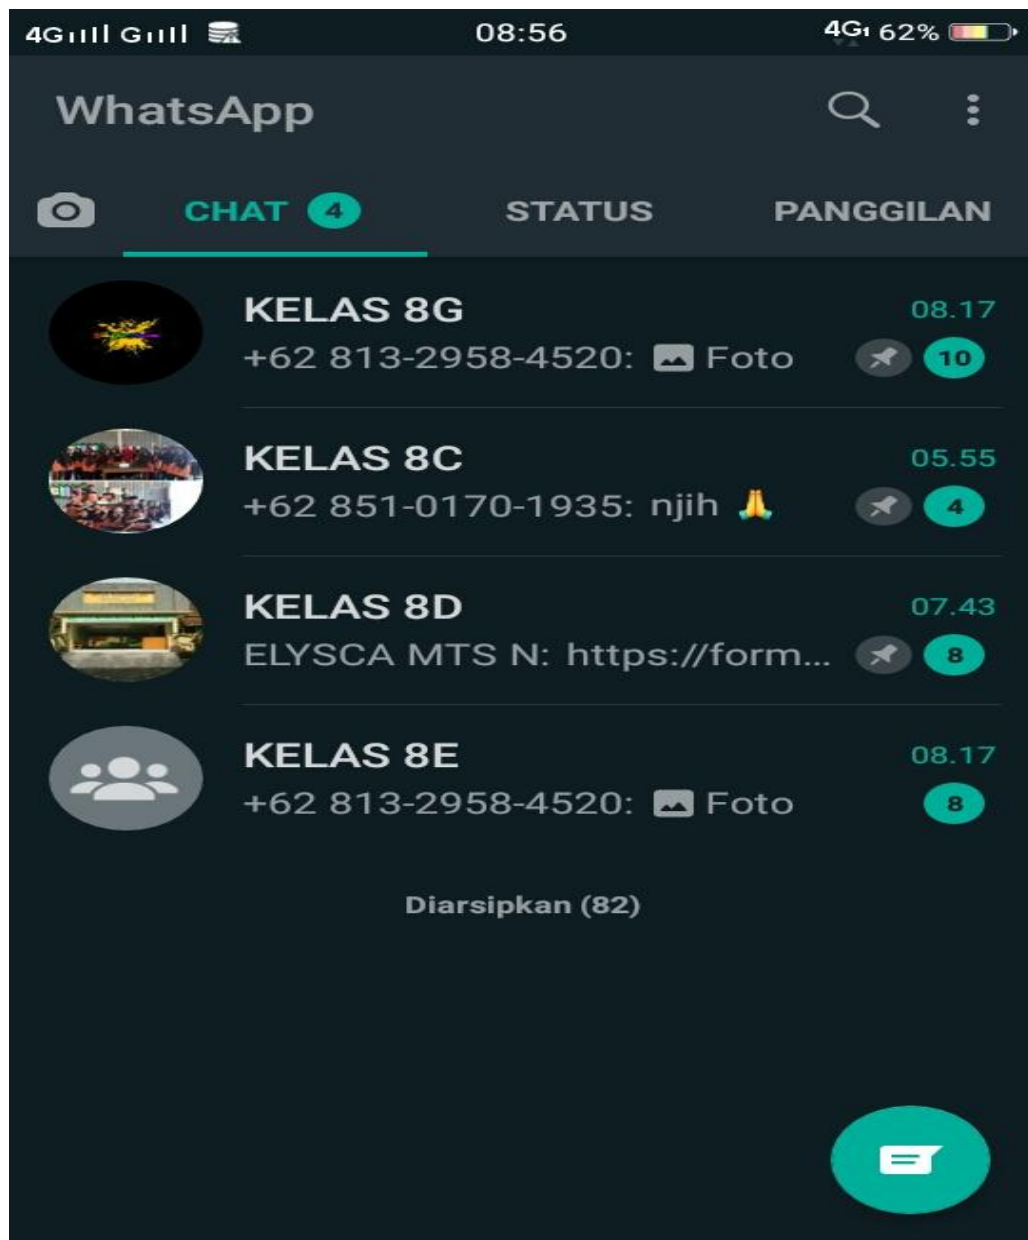 4G G 08:56 4G 62%
WhatsApp
CHAT 4 STATUS PANGGILAN
KELAS 8G 08.17
+62 813-2958-4520: Foto 10
KELAS 8C 05.55
+62 851-0170-1935: njih 🙏 4
KELAS 8D 07.43
ELYSCA MTS N: https://form... 8
KELAS 8E 08.17
+62 813-2958-4520: Foto 8
Diarsipkan (82)